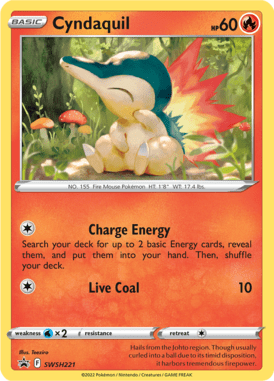 BASIC Cyndaquil HP60
NO. 155 Fire Mouse Pokémon HT. 1'8" WT. 17.4 lbs.
Charge Energy
Search your deck for up to 2 basic Energy cards, reveal
them, and put them into your hand. Then, shuffle
your deck.
Live Coal 10
weakness ×2 resistance retreat
Illus. Teeziro
Hails from the Johto region. Though usually
curled into a ball due to its timid disposition,
it harbors tremendous firepower.
F SWSH221
©2022 Pokémon / Nintendo / Creatures / GAME FREAK